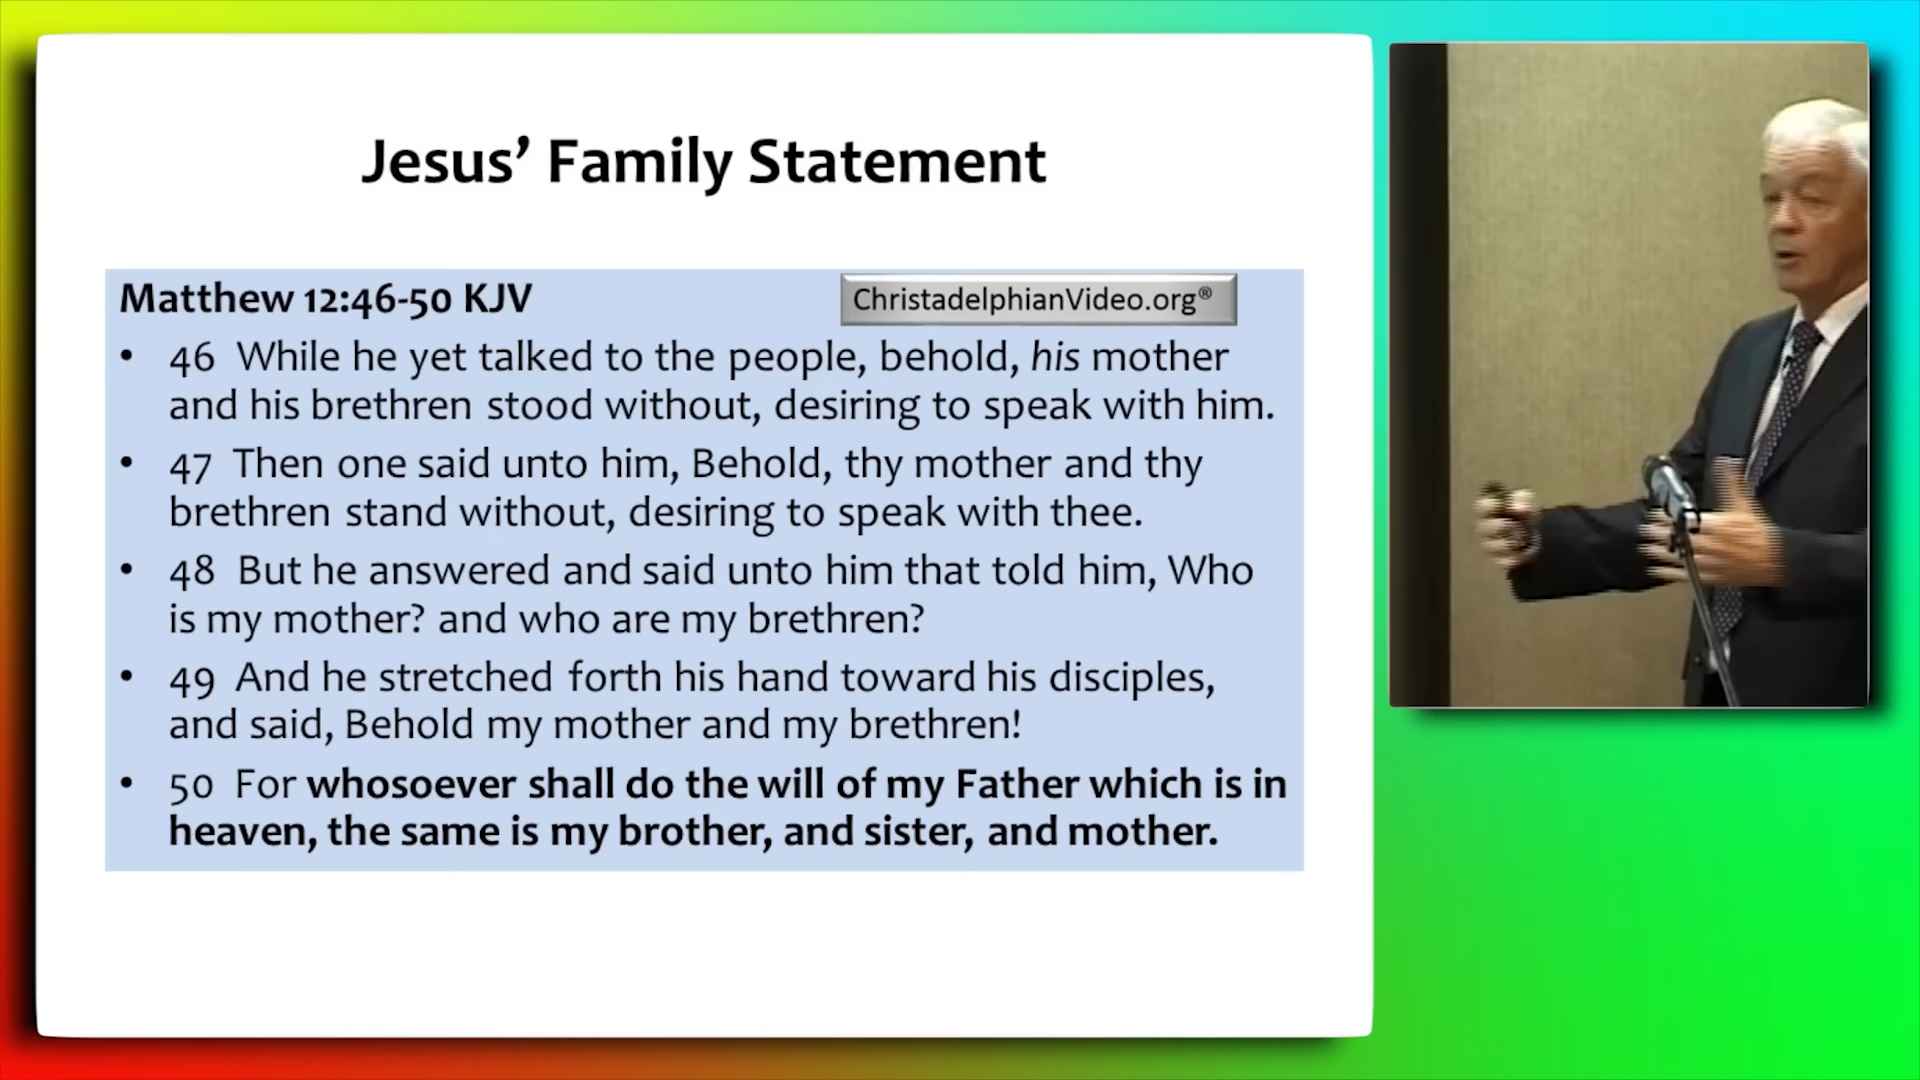 Jesus’ Family Statement
Matthew 12:46-50 KJV
ChristadelphianVideo.org®
• 46 While he yet talked to the people, behold, his mother
and his brethren stood without, desiring to speak with him.
• 47 Then one said unto him, Behold, thy mother and thy
brethren stand without, desiring to speak with thee.
• 48 But he answered and said unto him that told him, Who
is my mother? and who are my brethren?
• 49 And he stretched forth his hand toward his disciples,
and said, Behold my mother and my brethren!
• 50 For whosoever shall do the will of my Father which is in
heaven, the same is my brother, and sister, and mother.